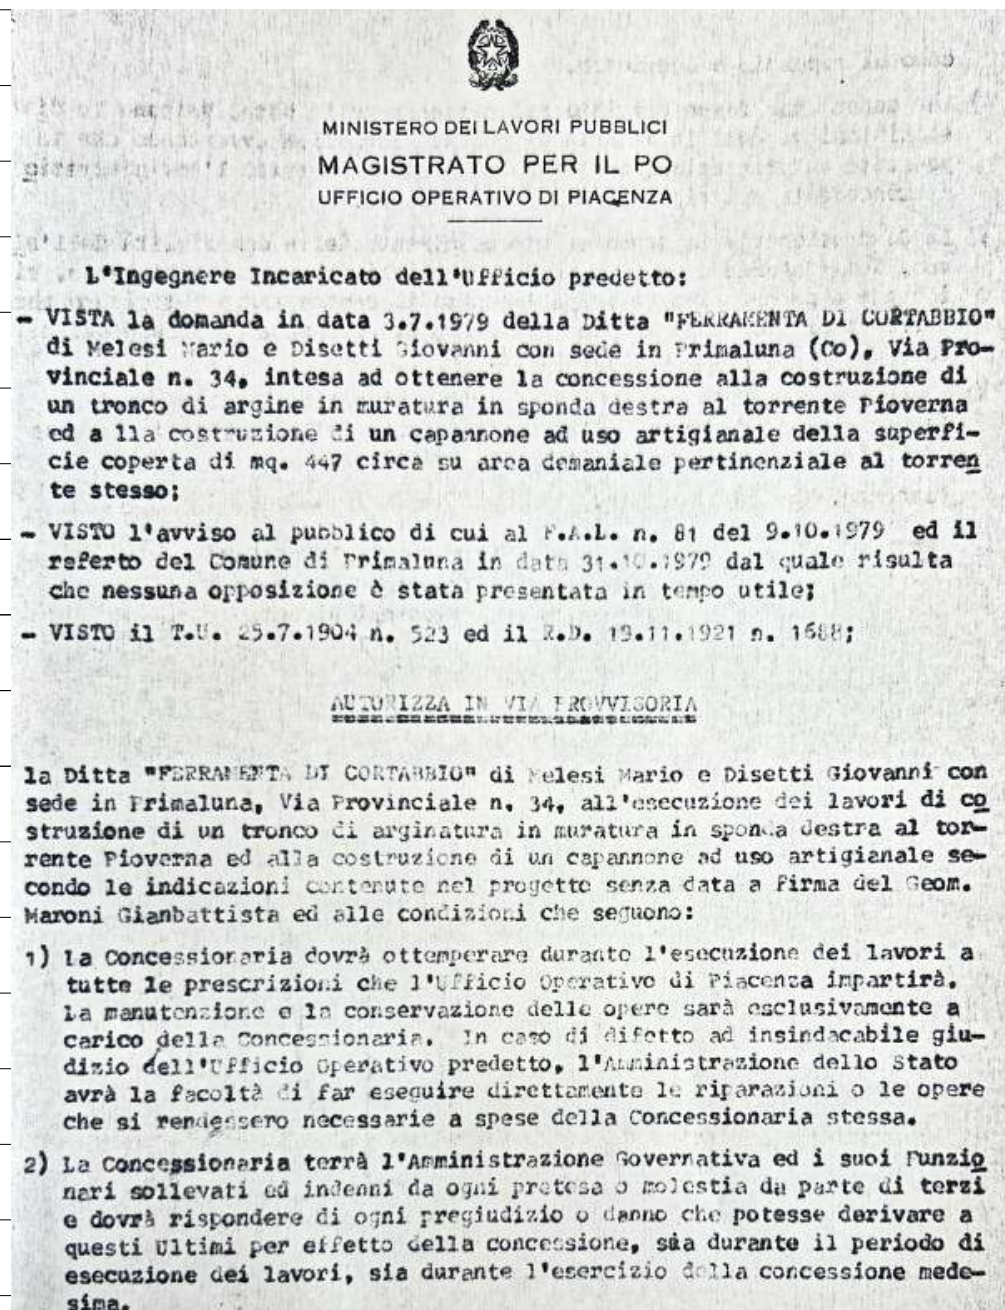 MINISTERO DEI LAVORI PUBBLICI
MAGISTRATO PER IL PO
UFFICIO OPERATIVO DI PIACENZA
L'Ingegnere Incaricato dell'Ufficio predetto:
- VISTA la domanda in data 3.7.1979 della Ditta "FERRAMENTA DI CORTABBIO"
di Melesi Mario e Disetti Giovanni con sede in Primaluna (Co), Via Pro-
vinciale n. 34, intesa ad ottenere la concessione alla costruzione di
un tronco di argine in muratura in sponda destra al torrente Pioverna
ed a lla costruzione di un capannone ad uso artigianale della superfi-
cie coperta di mq. 447 circa su area demaniale pertinenziale al torren
te stesso;
- VISTO l'avviso al pubblico di cui al F.A.L. n. 81 del 9.10.1979 ed il
referto del Comune di Primaluna in data 31.10.1979 dal quale risulta
che nessuna opposizione è stata presentata in tempo utile;
- VISTO il T.U. 25.7.1904 n. 523 ed il R.D. 19.11.1921 n. 1688;
AUTORIZZA IN VIA PROVVISORIA
la Ditta "FERRAMENTA DI CORTABBIO" di Melesi Mario e Disetti Giovanni con
sede in Primaluna, Via Provinciale n. 34, all'esecuzione dei lavori di co
struzione di un tronco di arginatura in muratura in sponda destra al tor-
rente Pioverna ed alla costruzione di un capannone ad uso artigianale se-
condo le indicazioni contenute nel progetto senza data a firma del Geom.
Maroni Gianbattista ed alle condizioni che seguono:
1) La Concessionaria dovrà ottemperare durante l'esecuzione dei lavori a
tutte le prescrizioni che l'Ufficio Operativo di Piacenza impartirà.
La manutenzione e la conservazione delle opere sarà esclusivamente a
carico della Concessionaria. In caso di difetto ad insindacabile giu-
dizio dell'Ufficio Operativo predetto, l'Amministrazione dello Stato
avrà la facoltà di far eseguire direttamente le riparazioni o le opere
che si rendessero necessarie a spese della Concessionaria stessa.
2) La Concessionaria terrà l'Amministrazione Governativa ed i suoi Funzio
nari sollevati ed indenni da ogni pretesa o molestia da parte di terzi
e dovrà rispondere di ogni pregiudizio o danno che potesse derivare a
questi Ultimi per effetto della concessione, sia durante il periodo di
esecuzione dei lavori, sia durante l'esercizio della concessione mede-
sima.